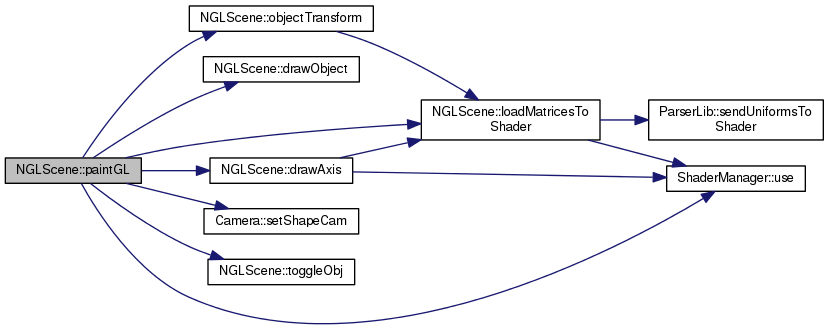 NGLScene::objectTransform
NGLScene::drawObject
NGLScene::loadMatricesTo
Shader
ParserLib::sendUniformsTo
Shader
NGLScene::paintGL
NGLScene::drawAxis
ShaderManager::use
Camera::setShapeCam
NGLScene::toggleObj